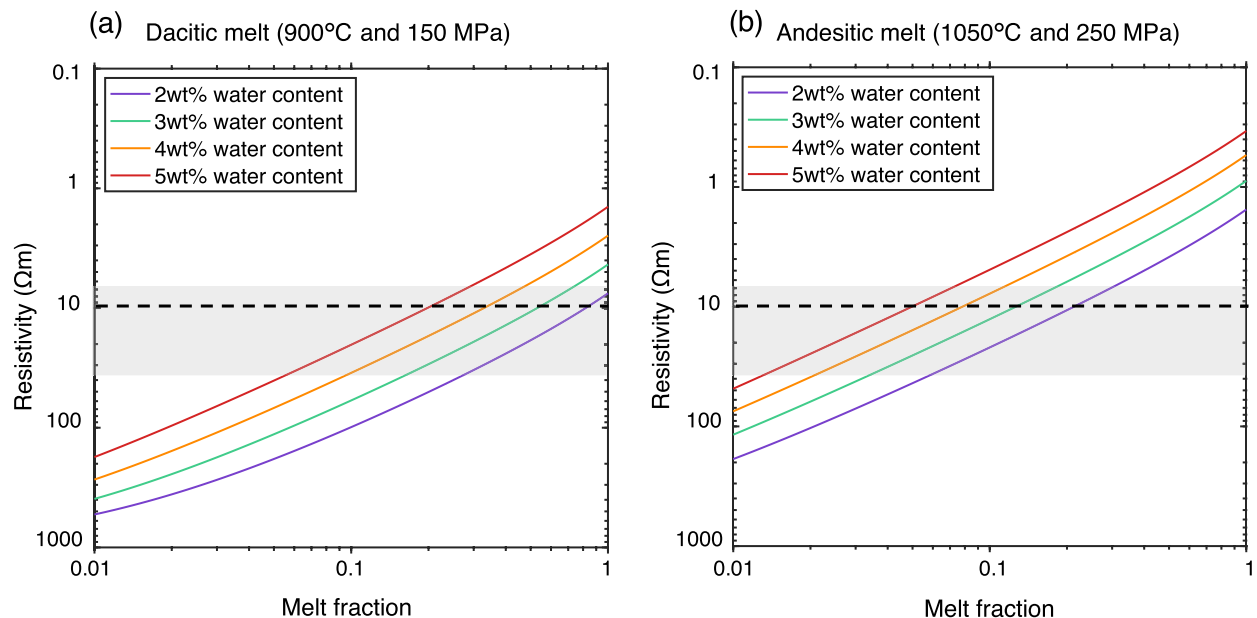 (a) Dacitic melt (900°C and 150 MPa)
0.1
1
10
100
1000
Resistivity (Ωm)
2wt% water content
3wt% water content
4wt% water content
5wt% water content
0.01 0.1 1
Melt fraction
(b) Andesitic melt (1050°C and 250 MPa)
0.1
1
10
100
1000
Resistivity (Ωm)
2wt% water content
3wt% water content
4wt% water content
5wt% water content
0.01 0.1 1
Melt fraction